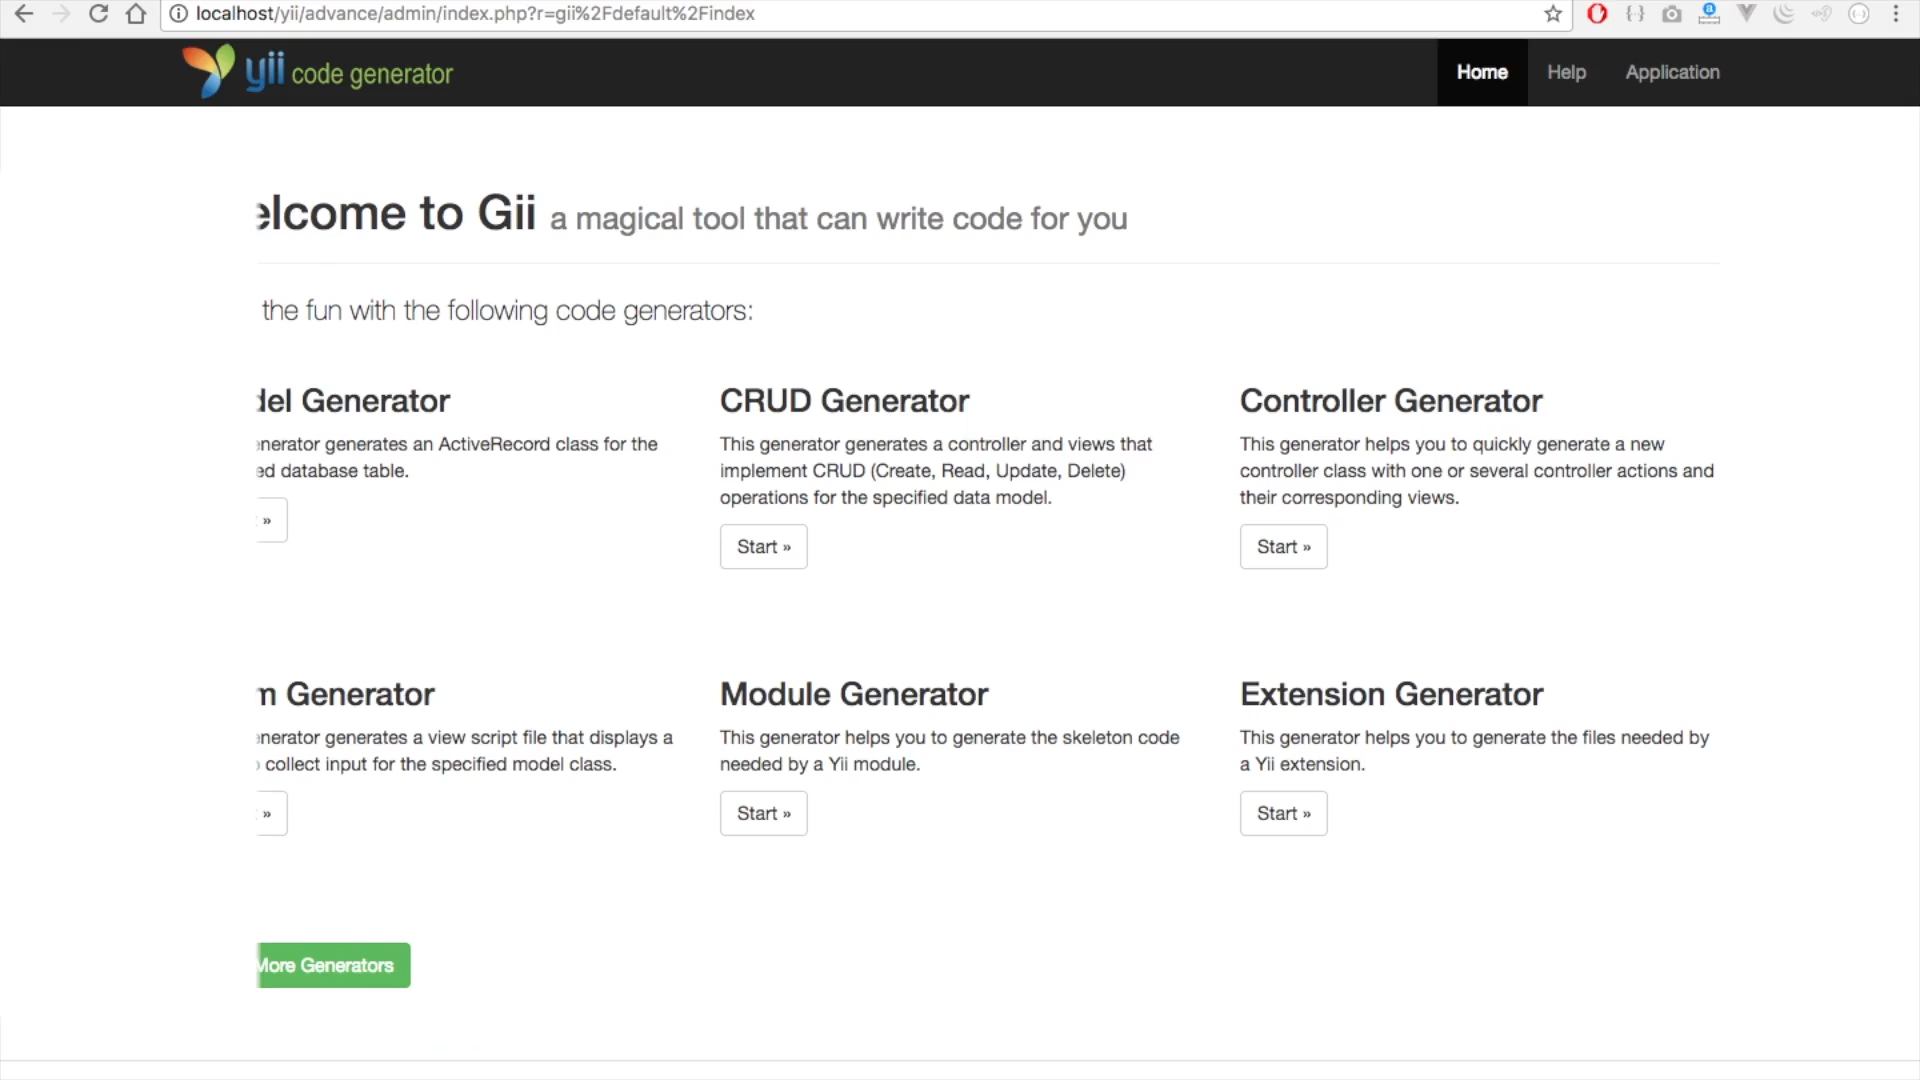 localhost/yii/advance/admin/index.php?r=gii%2Fdefault%2Findex
yii code generator
Home Help Application
elcome to Gii a magical tool that can write code for you
the fun with the following code generators:
del Generator
enerator generates an ActiveRecord class for the
ed database table.
»
CRUD Generator
This generator generates a controller and views that
implement CRUD (Create, Read, Update, Delete)
operations for the specified data model.
Start »
Controller Generator
This generator helps you to quickly generate a new
controller class with one or several controller actions and
their corresponding views.
Start »
m Generator
enerator generates a view script file that displays a
collect input for the specified model class.
»
Module Generator
This generator helps you to generate the skeleton code
needed by a Yii module.
Start »
Extension Generator
This generator helps you to generate the files needed by
a Yii extension.
Start »
More Generators